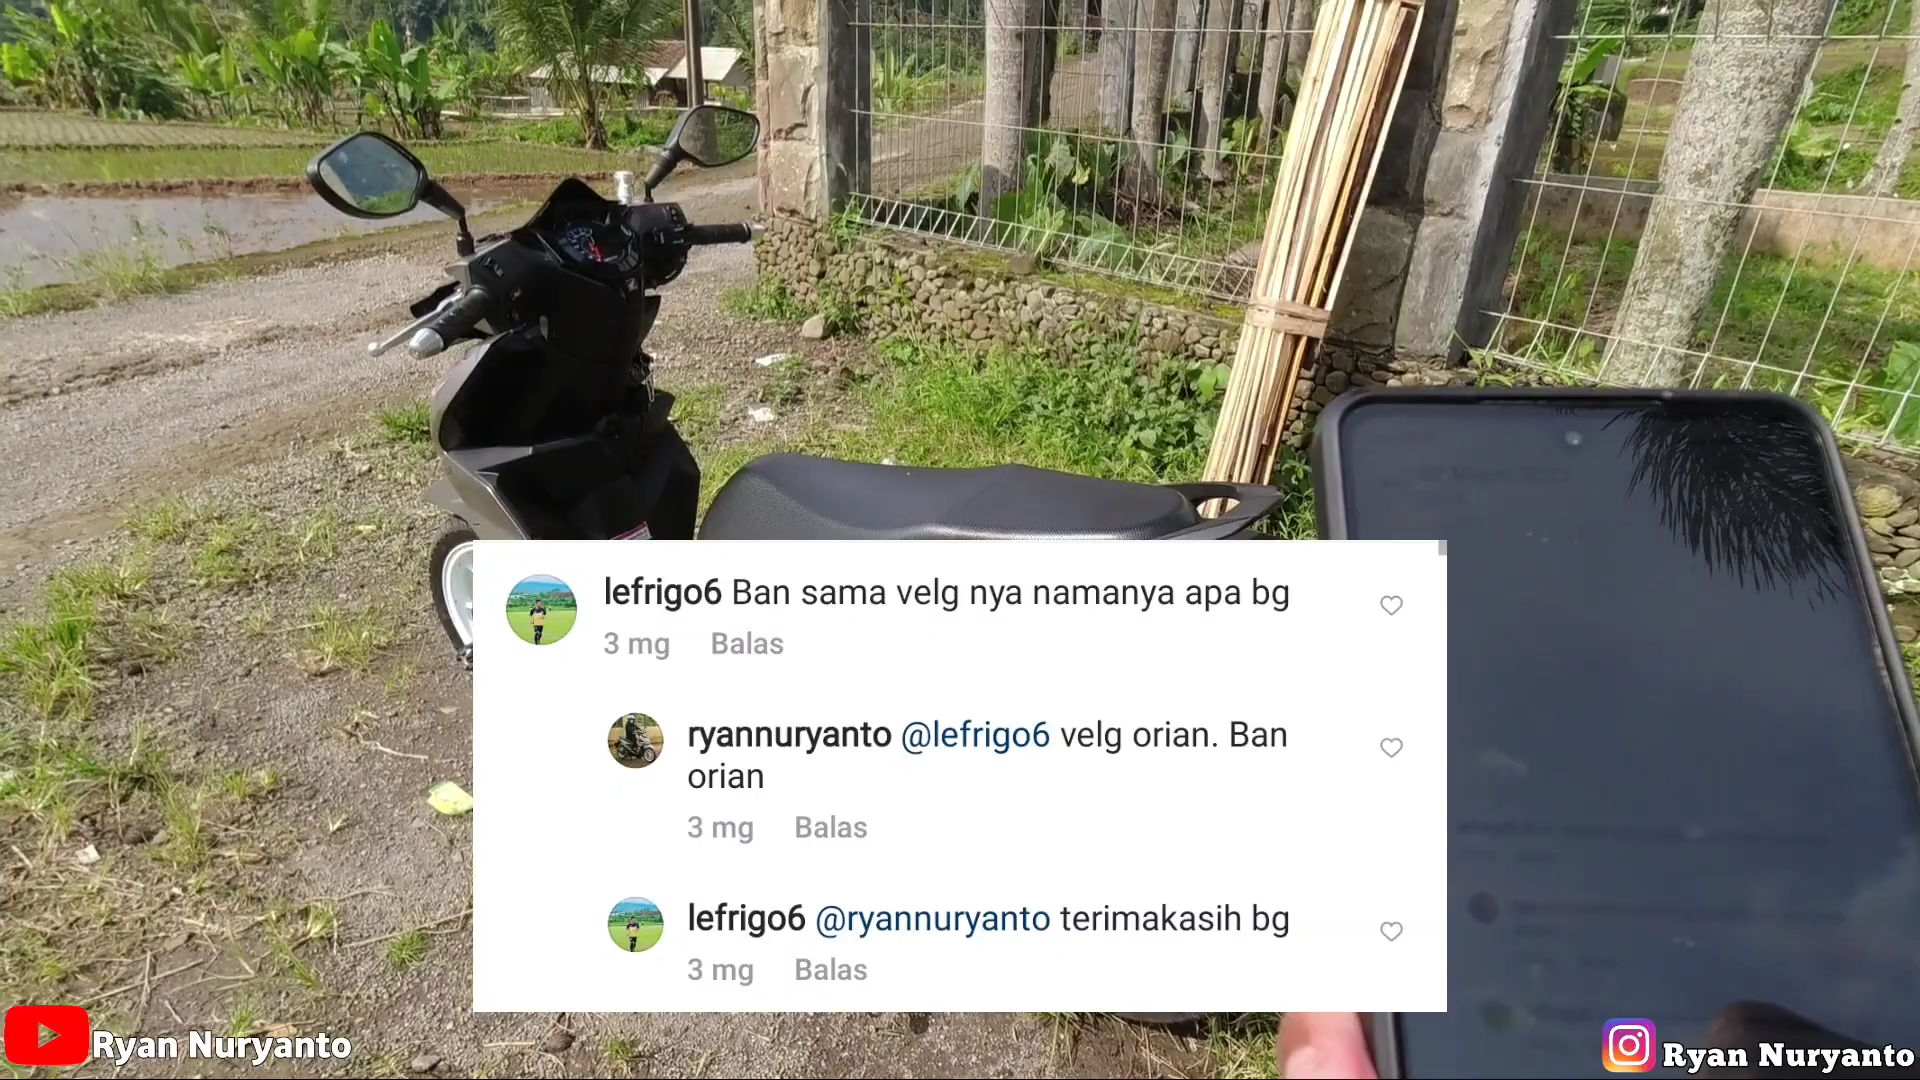 lefrigo6 Ban sama velg nya namanya apa bg
3 mg Balas
ryannuryanto @lefrigo6 velg orian. Ban
orian
3 mg Balas
lefrigo6 @ryannuryanto terimakasih bg
3 mg Balas
Ryan Nuryanto
Ryan Nuryanto